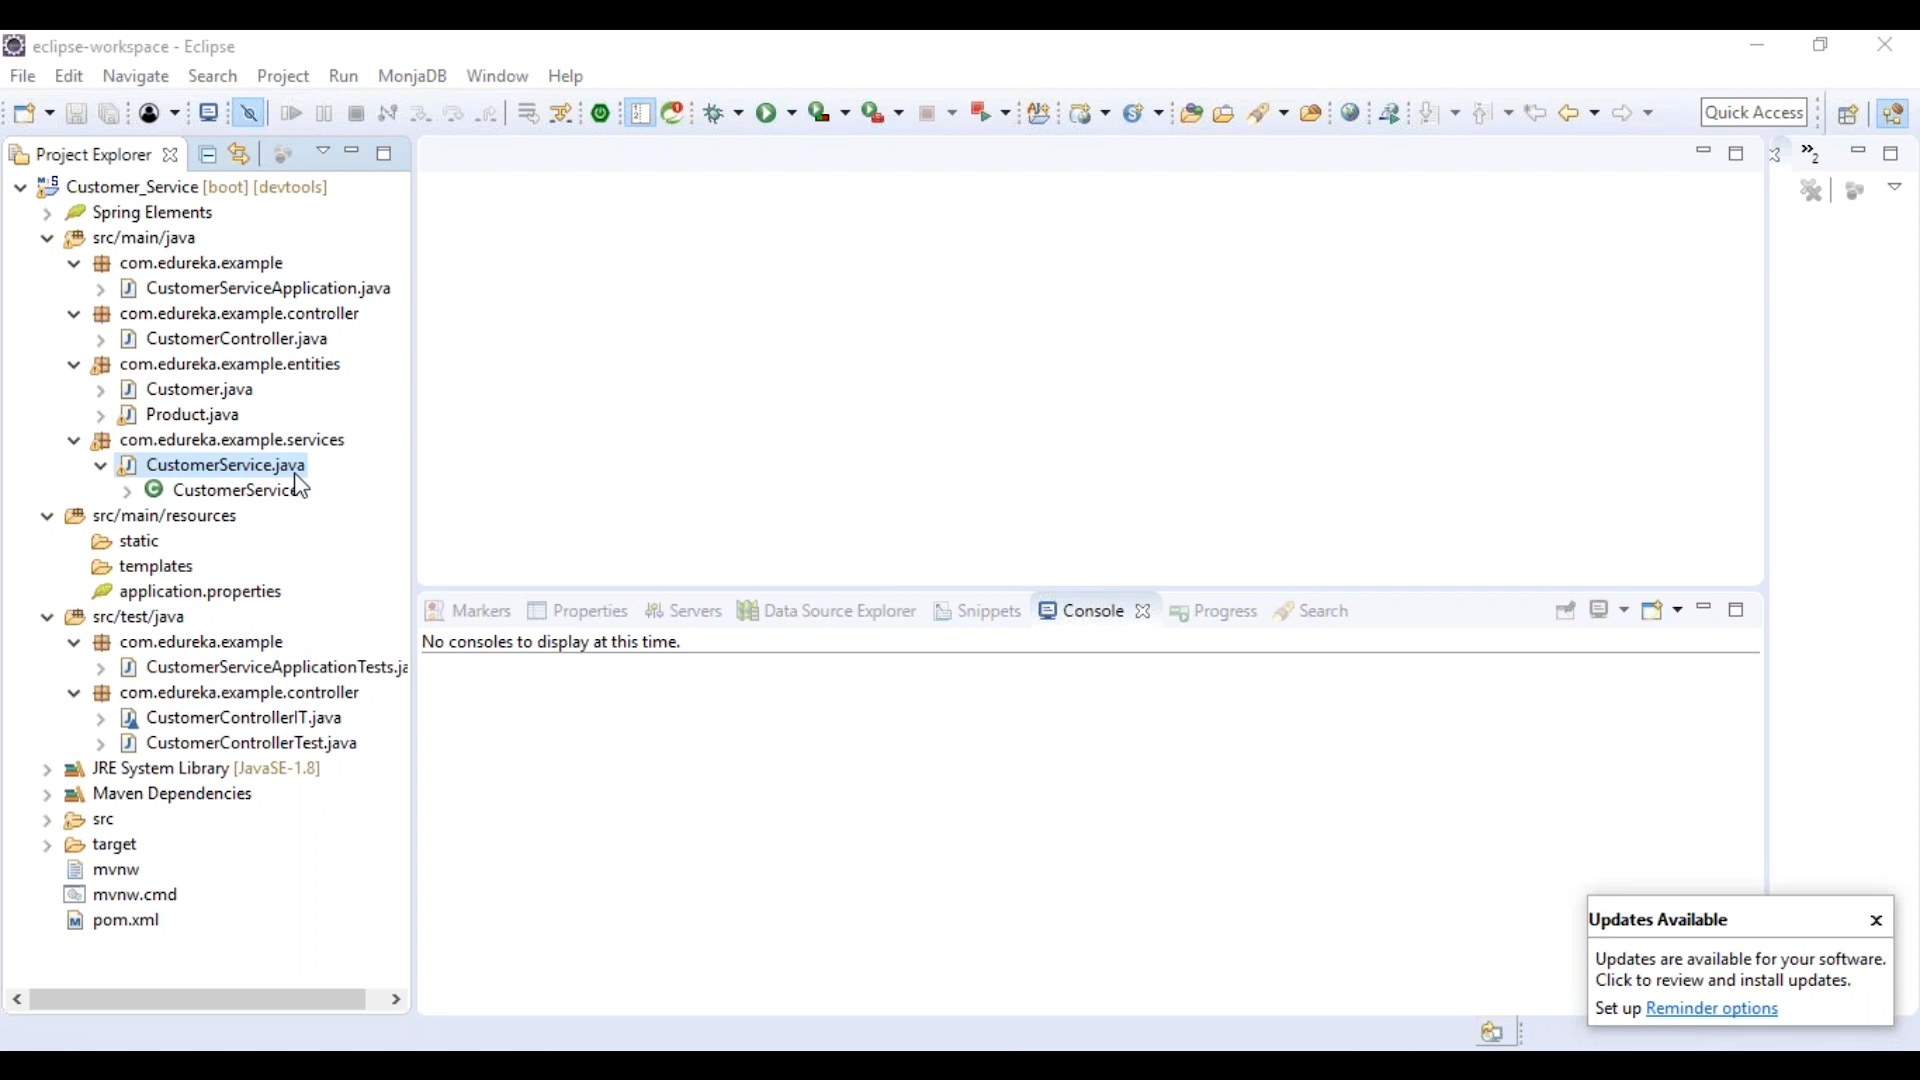 eclipse-workspace - Eclipse
File Edit Navigate Search Project Run MonjaDB Window Help
Quick Access
Project Explorer
»2
Customer_Service [boot] [devtools]
Spring Elements
src/main/java
com.edureka.example
CustomerServiceApplication.java
com.edureka.example.controller
CustomerController.java
com.edureka.example.entities
Customer.java
Product.java
com.edureka.example.services
CustomerService.java
CustomerService
src/main/resources
static
templates
application.properties
src/test/java
com.edureka.example
CustomerServiceApplicationTests.ja
com.edureka.example.controller
CustomerControllerIT.java
CustomerControllerTest.java
JRE System Library [JavaSE-1.8]
Maven Dependencies
src
target
mvnw
mvnw.cmd
pom.xml
Markers Properties Servers Data Source Explorer Snippets Console Progress Search
No consoles to display at this time.
Updates Available
Updates are available for your software.
Click to review and install updates.
Set up Reminder options